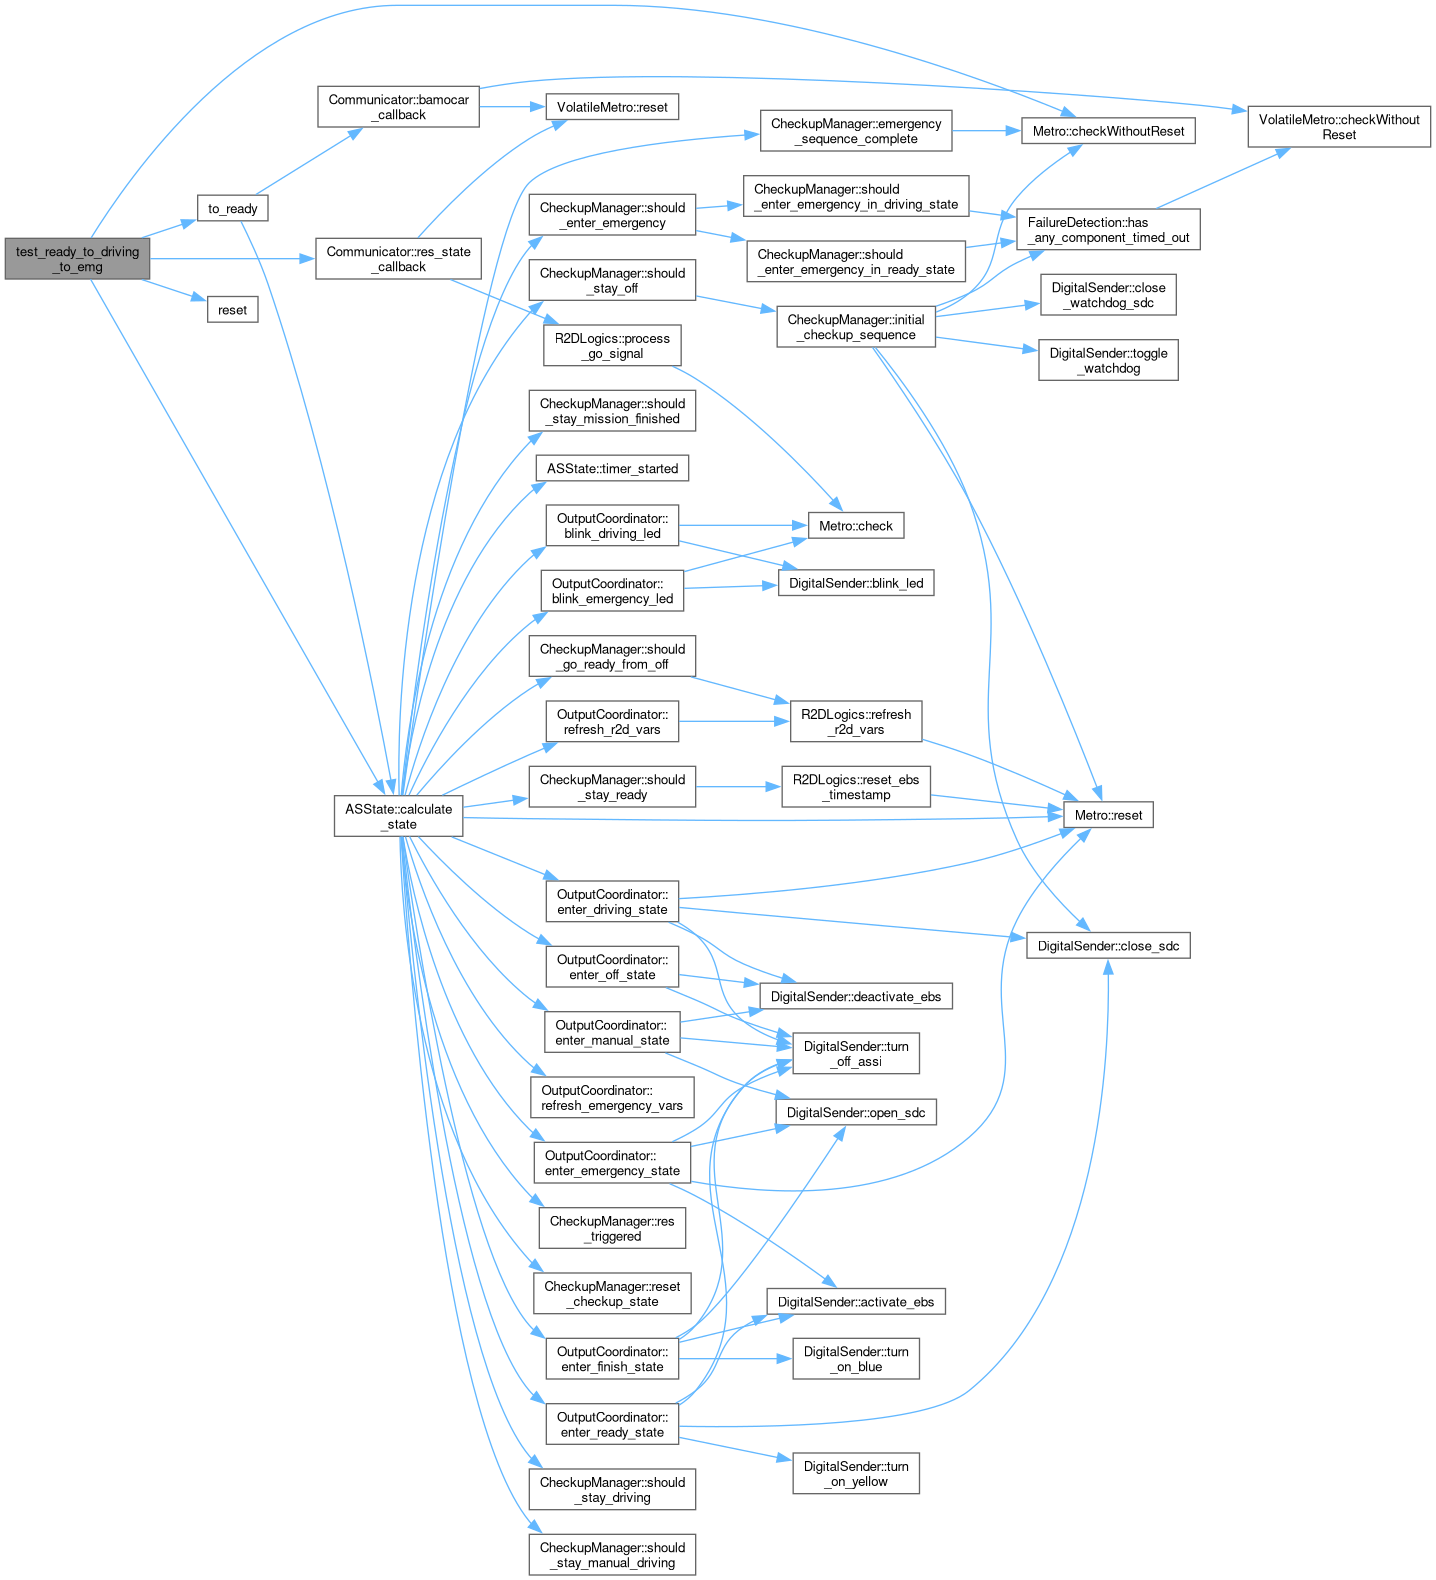 test_ready_to_driving
_to_emg
to_ready
reset
Communicator::bamocar
_callback
Communicator::res_state
_callback
ASState::calculate
_state
VolatileMetro::reset
CheckupManager::should
_enter_emergency
CheckupManager::should
_stay_off
R2DLogics::process
_go_signal
CheckupManager::should
_stay_mission_finished
ASState::timer_started
OutputCoordinator::
blink_driving_led
OutputCoordinator::
blink_emergency_led
CheckupManager::should
_go_ready_from_off
OutputCoordinator::
refresh_r2d_vars
CheckupManager::should
_stay_ready
OutputCoordinator::
enter_driving_state
OutputCoordinator::
enter_off_state
OutputCoordinator::
enter_manual_state
OutputCoordinator::
refresh_emergency_vars
OutputCoordinator::
enter_emergency_state
CheckupManager::res
_triggered
CheckupManager::reset
_checkup_state
OutputCoordinator::
enter_finish_state
OutputCoordinator::
enter_ready_state
CheckupManager::should
_stay_driving
CheckupManager::should
_stay_manual_driving
CheckupManager::emergency
_sequence_complete
CheckupManager::should
_enter_emergency_in_driving_state
CheckupManager::should
_enter_emergency_in_ready_state
CheckupManager::initial
_checkup_sequence
Metro::check
DigitalSender::blink_led
R2DLogics::refresh
_r2d_vars
R2DLogics::reset_ebs
_timestamp
DigitalSender::deactivate_ebs
DigitalSender::turn
_off_assi
DigitalSender::open_sdc
DigitalSender::activate_ebs
DigitalSender::turn
_on_blue
DigitalSender::turn
_on_yellow
Metro::checkWithoutReset
FailureDetection::has
_any_component_timed_out
DigitalSender::close
_watchdog_sdc
DigitalSender::toggle
_watchdog
Metro::reset
DigitalSender::close_sdc
VolatileMetro::checkWithout
Reset